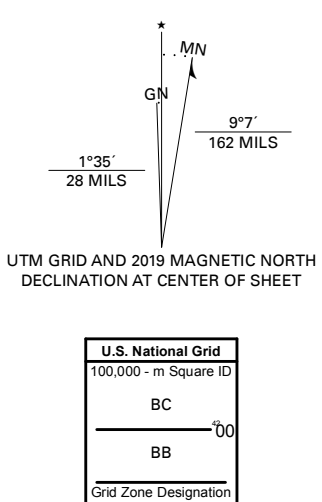 ★
MN
GN
9°7´
162 MILS
1°35´
28 MILS
UTM GRID AND 2019 MAGNETIC NORTH
DECLINATION AT CENTER OF SHEET
U.S. National Grid
100,000 - m Square ID
BC
⁴²00
BB
Grid Zone Designation